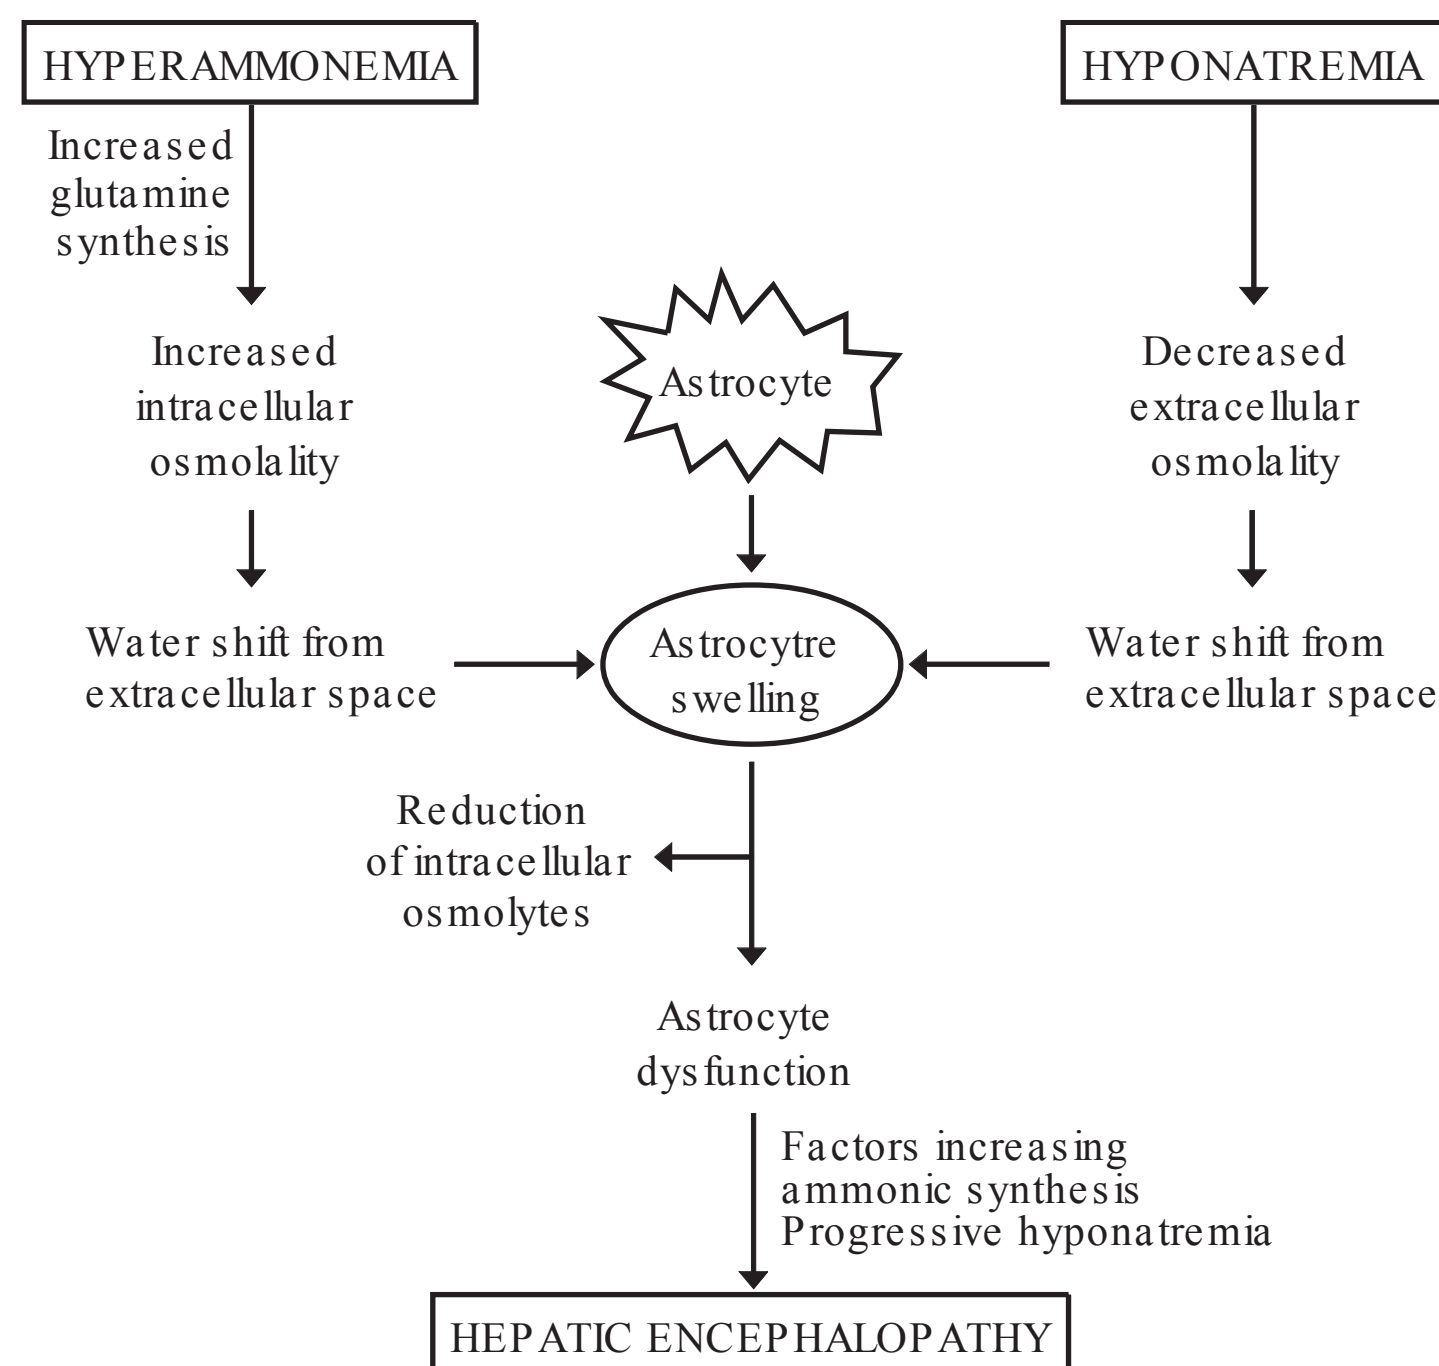 HYPERAMMONEMIA
HYPONATREMIA
Increased
glutamine
synthesis
Increased
intracellular
osmolality
Astrocyte
Decreased
extracellular
osmolality
Water shift from
extracellular space
Astrocytre
swelling
Water shift from
extracellular space
Reduction
of intracellular
osmolytes
Astrocyte
dysfunction
Factors increasing
ammonic synthesis
Progressive hyponatremia
HEPATIC ENCEPHALOPATHY